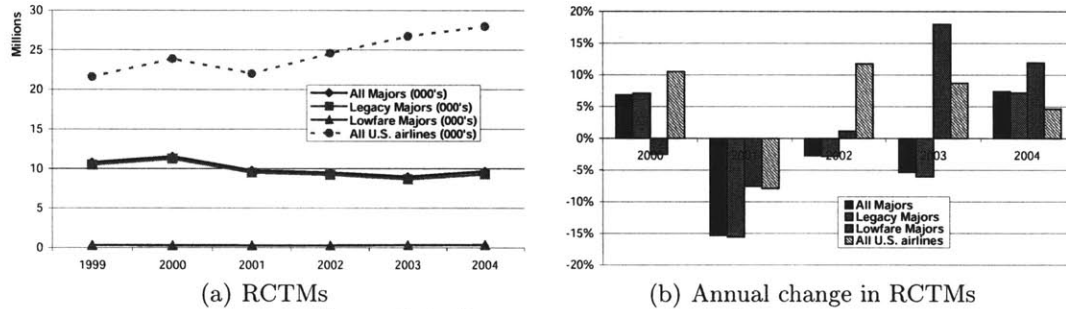 Millions
30
25
20
15
10
5
0
1999 2000 2001 2002 2003 2004
All Majors (000's)
Legacy Majors (000's)
Lowfare Majors (000's)
All U.S. airlines (000's)
(a) RCTMs
20%
15%
10%
5%
0%
-5%
-10%
-15%
-20%
2000 2001 2002 2003 2004
All Majors
Legacy Majors
Lowfare Majors
All U.S. airlines
(b) Annual change in RCTMs